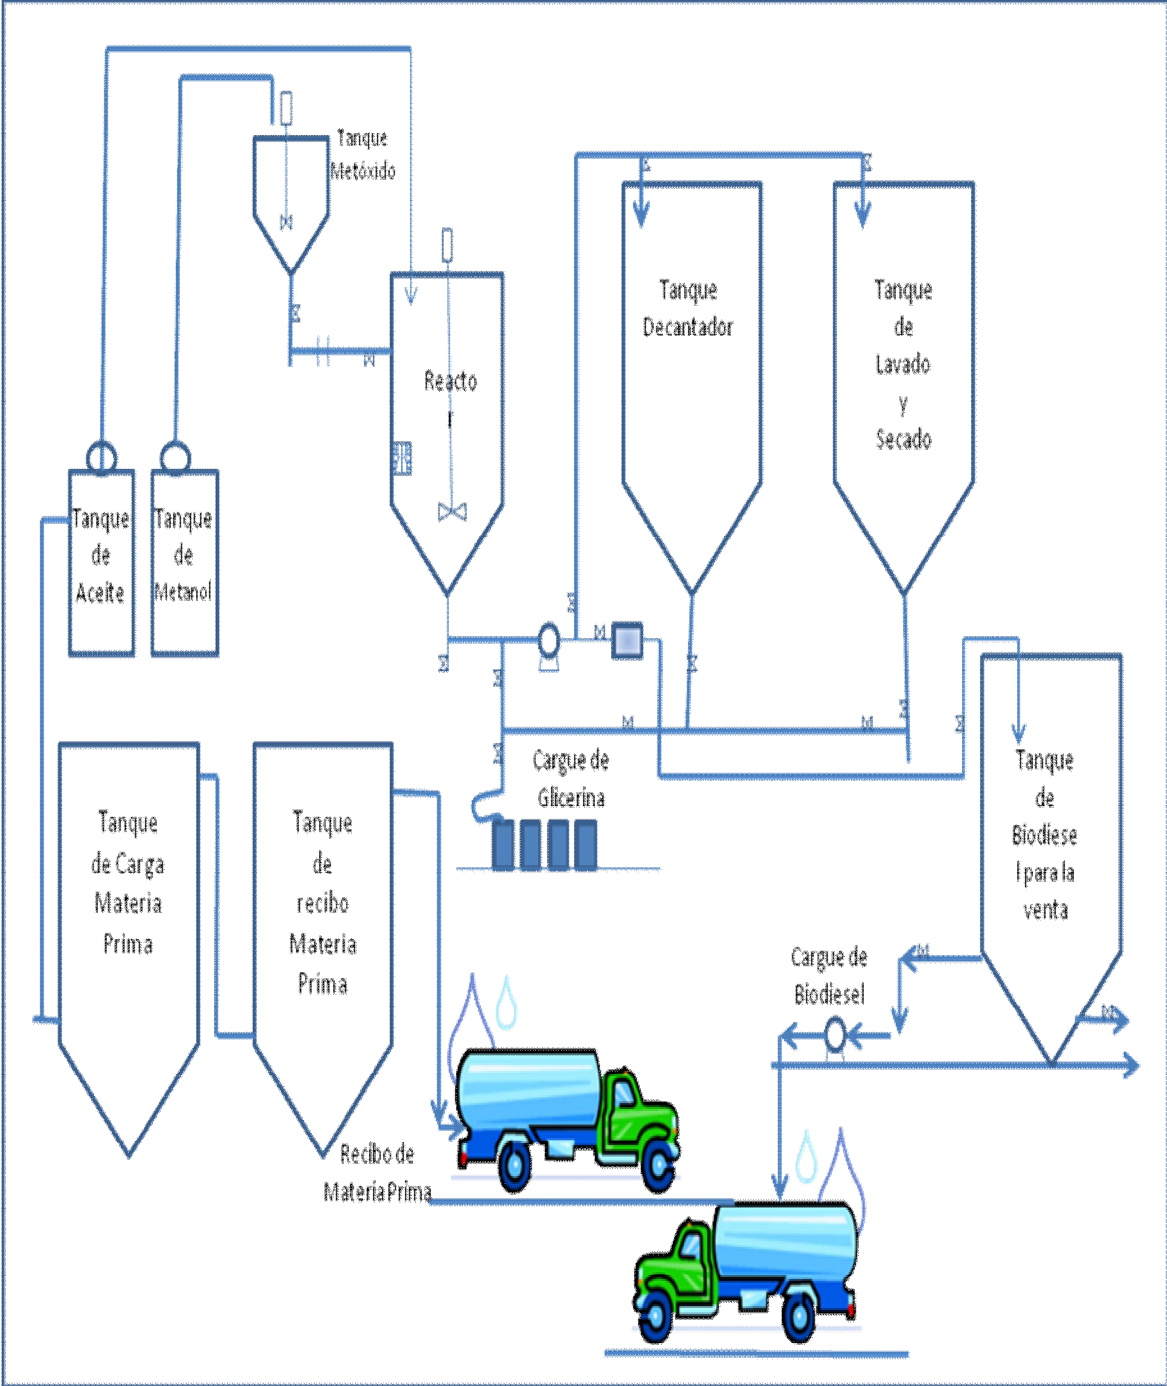 Tanque
Metóxido
Tanque
Decantador
Tanque
de
Lavado
y
Secado
Reacto
r
Tanque
de
Aceite
Tanque
de
Metanol
Cargue de
Glicerina
Tanque
de
Biodiese
l para la
venta
Tanque
de Carga
Materia
Prima
Tanque
de
recibo
Materia
Prima
Cargue de
Biodiesel
Recibo de
Materia Prima